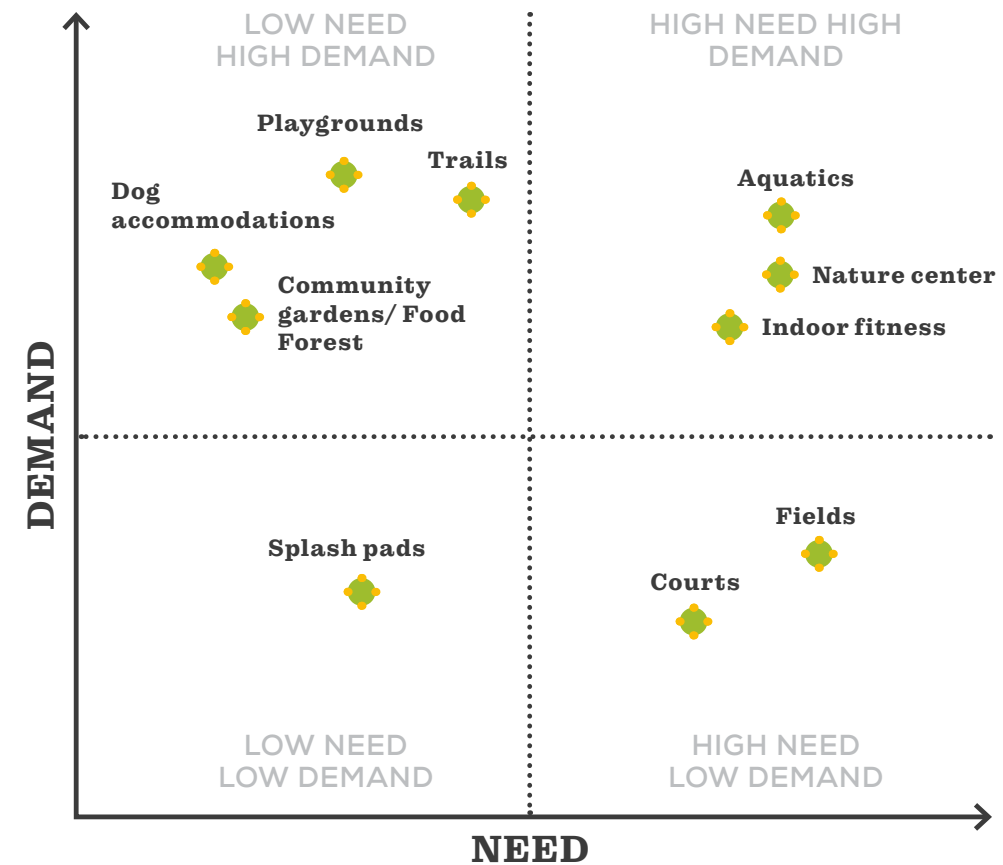 LOW NEED
HIGH DEMAND
HIGH NEED HIGH
DEMAND
Playgrounds
Trails
Dog
accommodations
Aquatics
Community
gardens/ Food
Forest
Nature center
Indoor fitness
DEMAND
Splash pads
Fields
Courts
LOW NEED
LOW DEMAND
HIGH NEED
LOW DEMAND
NEED